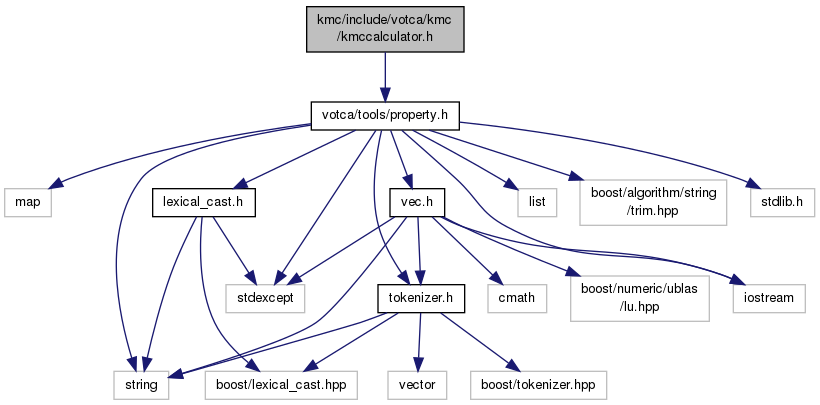 kmc/include/votca/kmc
/kmccalculator.h
votca/tools/property.h
map
lexical_cast.h
vec.h
list
boost/algorithm/string
/trim.hpp
stdlib.h
stdexcept
tokenizer.h
cmath
boost/numeric/ublas
/lu.hpp
iostream
string
boost/lexical_cast.hpp
vector
boost/tokenizer.hpp